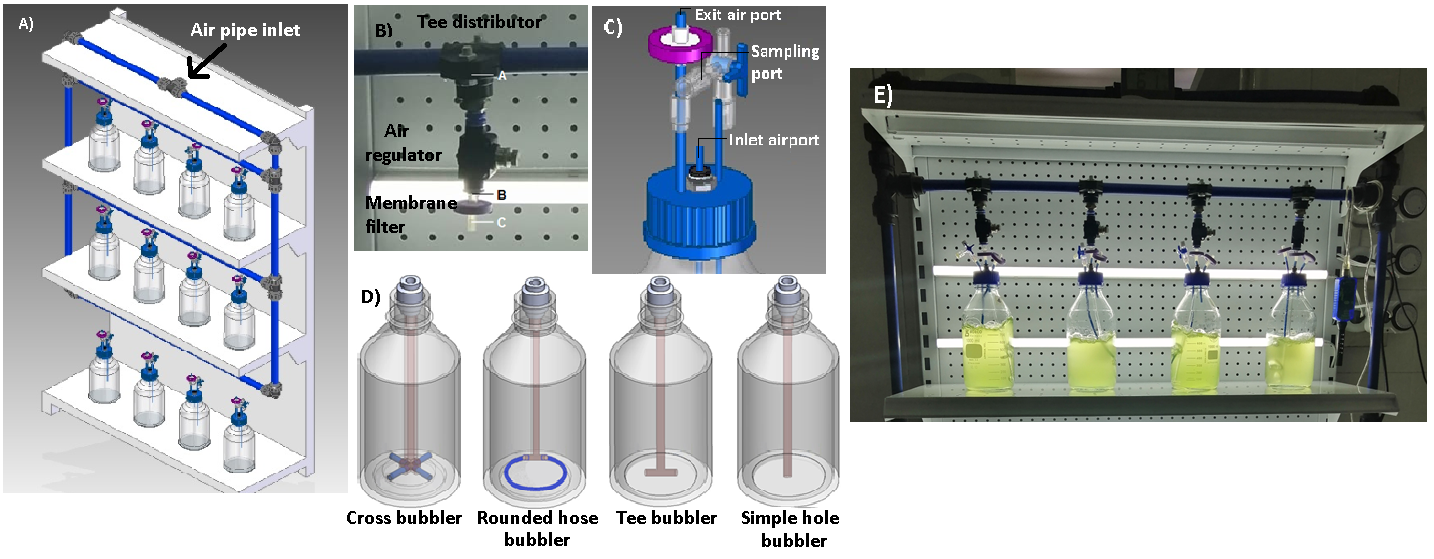 A)
Air pipe inlet
B)
Tee distributor
A
Air
regulator
B
Membrane
filter
C
C)
Exit air port
Sampling
port
Inlet airport
D)
Cross bubbler
Rounded hose
bubbler
Tee bubbler
Simple hole
bubbler
E)